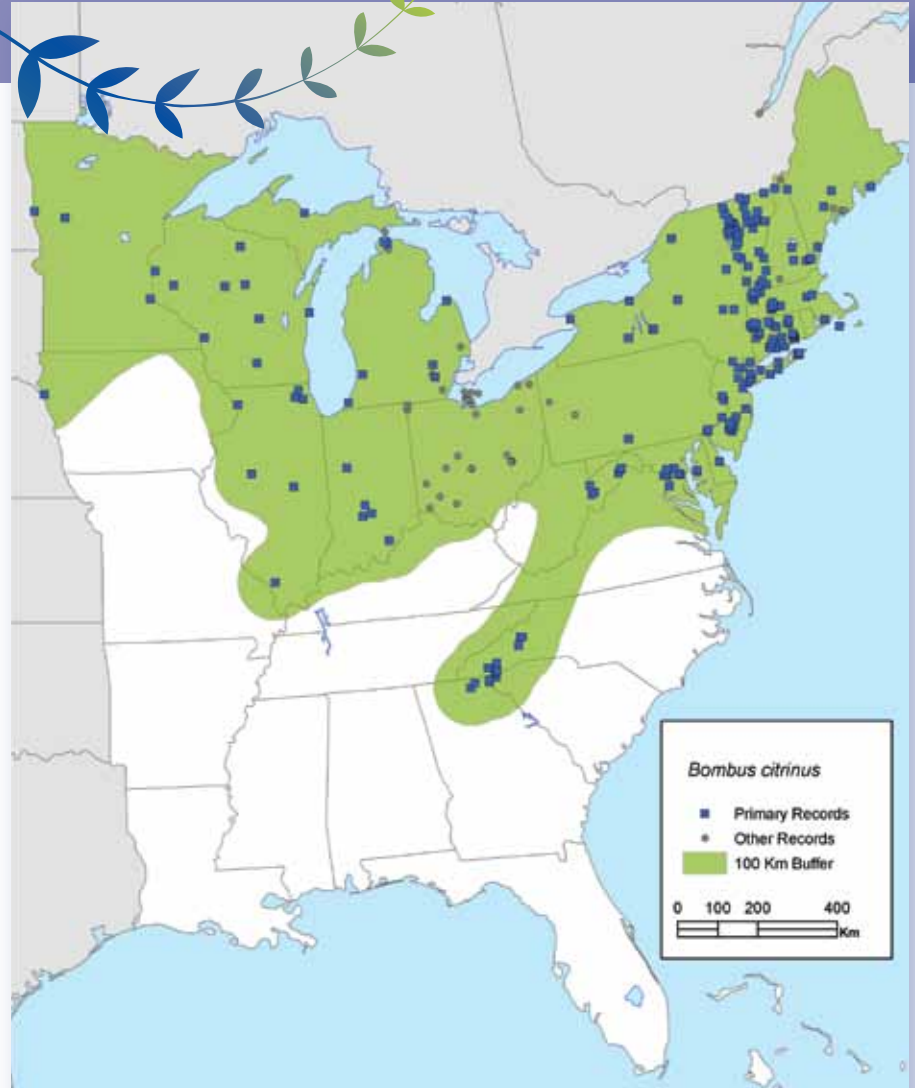 Bombus citrinus
Primary Records
Other Records
100 Km Buffer
0 100 200 400
Km